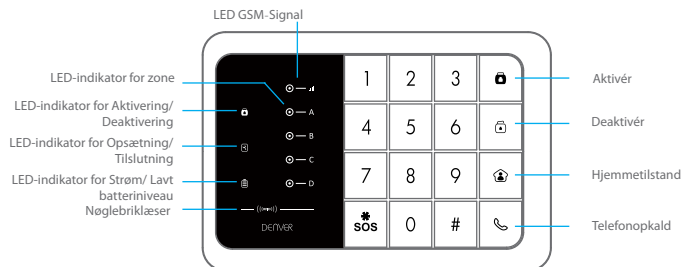 LED GSM-Signal
LED-indikator for zone
LED-indikator for Aktivering/
Deaktivering
LED-indikator for Opsætning/
Tilslutning
LED-indikator for Strøm/ Lavt
batteriniveau
Nøglebriklæser
A
B
C
D
DENVER
1 2 3
4 5 6
7 8 9
* 0 #
SOS
Aktivér
Deaktivér
Hjemmetilstand
Telefonopkald